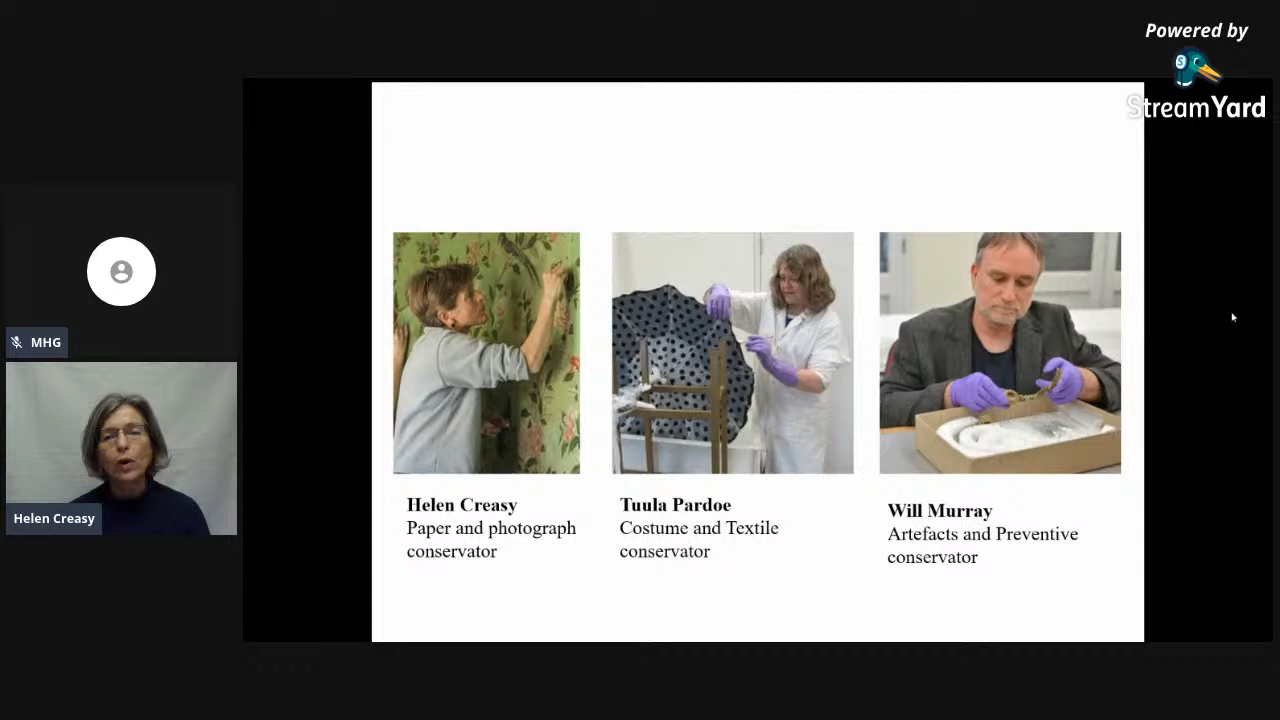 Powered by
StreamYard
MHG
Helen Creasy
Helen Creasy
Paper and photograph
conservator
Tuula Pardoe
Costume and Textile
conservator
Will Murray
Artefacts and Preventive
conservator